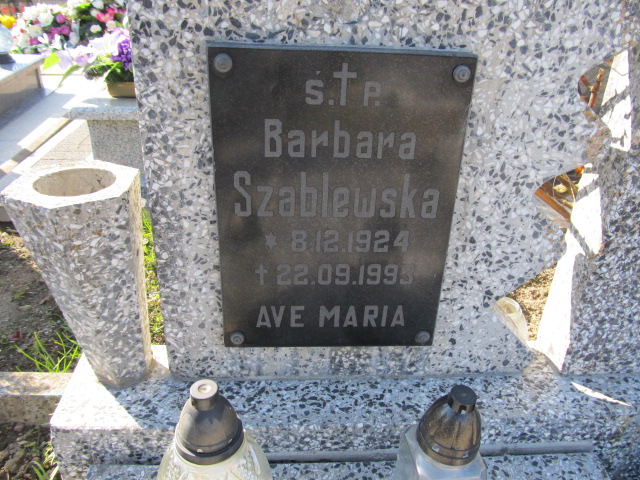 Ś. † P.
Barbara
Szablewska
* 8.12.1924
† 22.09.1993
AVE MARIA